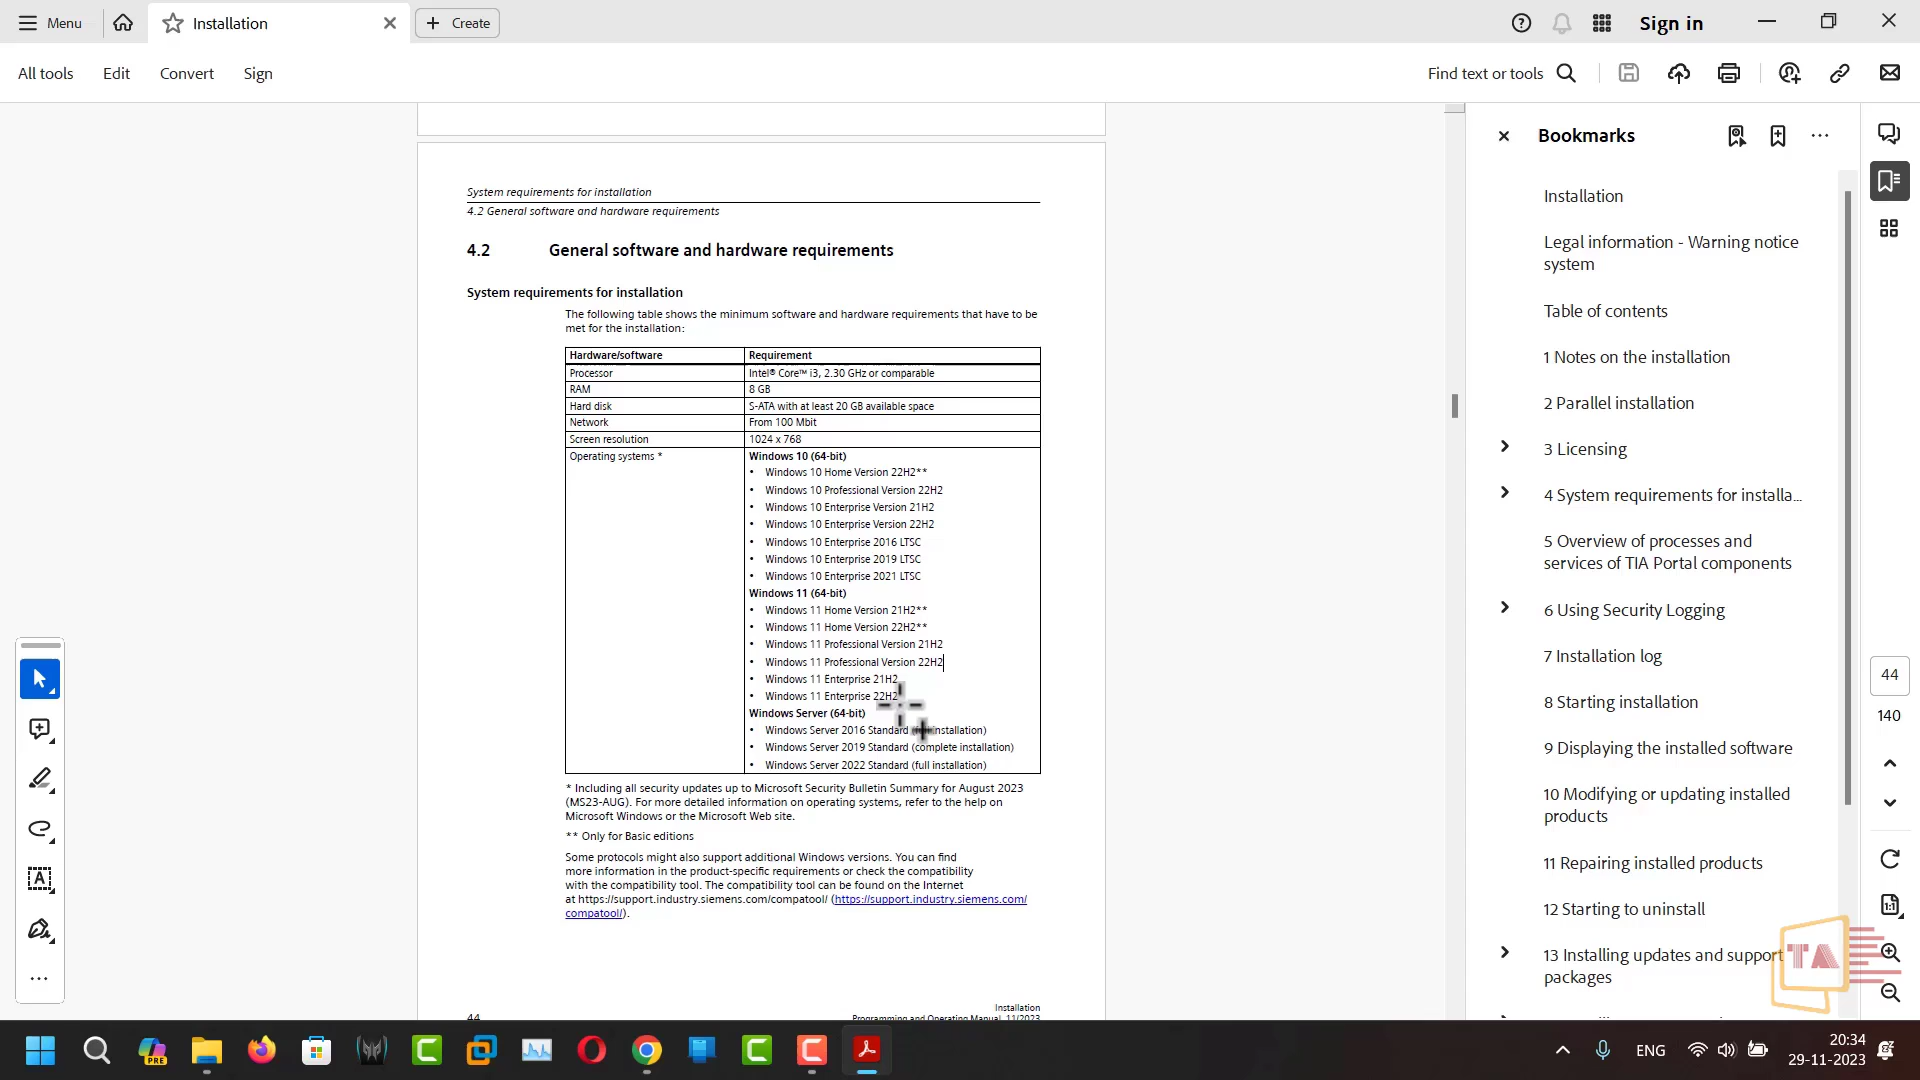 Menu
Installation
Create
Sign in
All tools
Edit
Convert
Sign
Find text or tools
System requirements for installation
4.2 General software and hardware requirements
4.2 General software and hardware requirements
System requirements for installation
The following table shows the minimum software and hardware requirements that have to be
met for the installation:
Hardware/software Requirement
Processor Intel® Core™ i3, 2.30 GHz or comparable
RAM 8 GB
Hard disk S-ATA with at least 20 GB available space
Network From 100 Mbit
Screen resolution 1024 x 768
Operating systems * Windows 10 (64-bit)
• Windows 10 Home Version 22H2**
• Windows 10 Professional Version 22H2
• Windows 10 Enterprise Version 21H2
• Windows 10 Enterprise Version 22H2
• Windows 10 Enterprise 2016 LTSC
• Windows 10 Enterprise 2019 LTSC
• Windows 10 Enterprise 2021 LTSC
Windows 11 (64-bit)
• Windows 11 Home Version 21H2**
• Windows 11 Home Version 22H2**
• Windows 11 Professional Version 21H2
• Windows 11 Professional Version 22H2
• Windows 11 Enterprise 21H2
• Windows 11 Enterprise 22H2
Windows Server (64-bit)
• Windows Server 2016 Standard installation)
• Windows Server 2019 Standard (complete installation)
• Windows Server 2022 Standard (full installation)
* Including all security updates up to Microsoft Security Bulletin Summary for August 2023
(MS23-AUG). For more detailed information on operating systems, refer to the help on
Microsoft Windows or the Microsoft Web site.
** Only for Basic editions
Some protocols might also support additional Windows versions. You can find
more information in the product-specific requirements or check the compatibility
with the compatibility tool. The compatibility tool can be found on the Internet
at https://support.industry.siemens.com/compatool/ (https://support.industry.siemens.com/
compatool/).
Installation
44 Programming and Operating Manual, 11/2023
Bookmarks
Installation
Legal information - Warning notice
system
Table of contents
1 Notes on the installation
2 Parallel installation
3 Licensing
4 System requirements for installa...
5 Overview of processes and
services of TIA Portal components
6 Using Security Logging
7 Installation log
8 Starting installation
9 Displaying the installed software
10 Modifying or updating installed
products
11 Repairing installed products
12 Starting to uninstall
13 Installing updates and support
packages
44
140
1:1
TA
PRE
ENG
20:34
29-11-2023